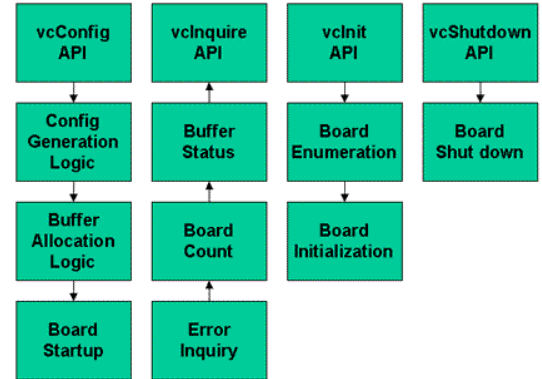 vcConfig
API
vcInquire
API
vcInit
API
vcShutdown
API
Config
Generation
Logic
Buffer
Status
Board
Enumeration
Board
Shut down
Buffer
Allocation
Logic
Board
Count
Board
Initialization
Board
Startup
Error
Inquiry